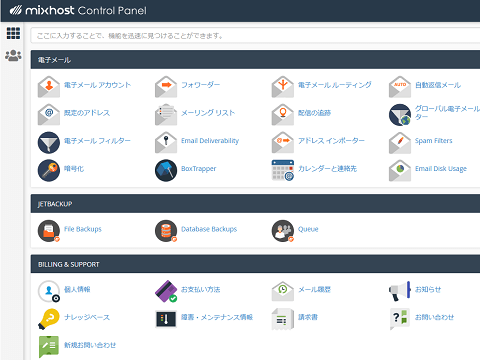 mixhost Control Panel
ここに入力することで、機能を迅速に見つけることができます。
電子メール
電子メール アカウント
フォワーダー
電子メール ルーティング
自動返信メール
既定のアドレス
メーリング リスト
配信の追跡
グローバル電子メール
ター
電子メール フィルター
Email Deliverability
アドレス インポーター
Spam Filters
暗号化
BoxTrapper
カレンダーと連絡先
Email Disk Usage
JETBACKUP
File Backups
Database Backups
Queue
BILLING & SUPPORT
個人情報
お支払い方法
メール履歴
お知らせ
ナレッジベース
障害・メンテナンス情報
請求書
お問い合わせ
新規お問い合わせ